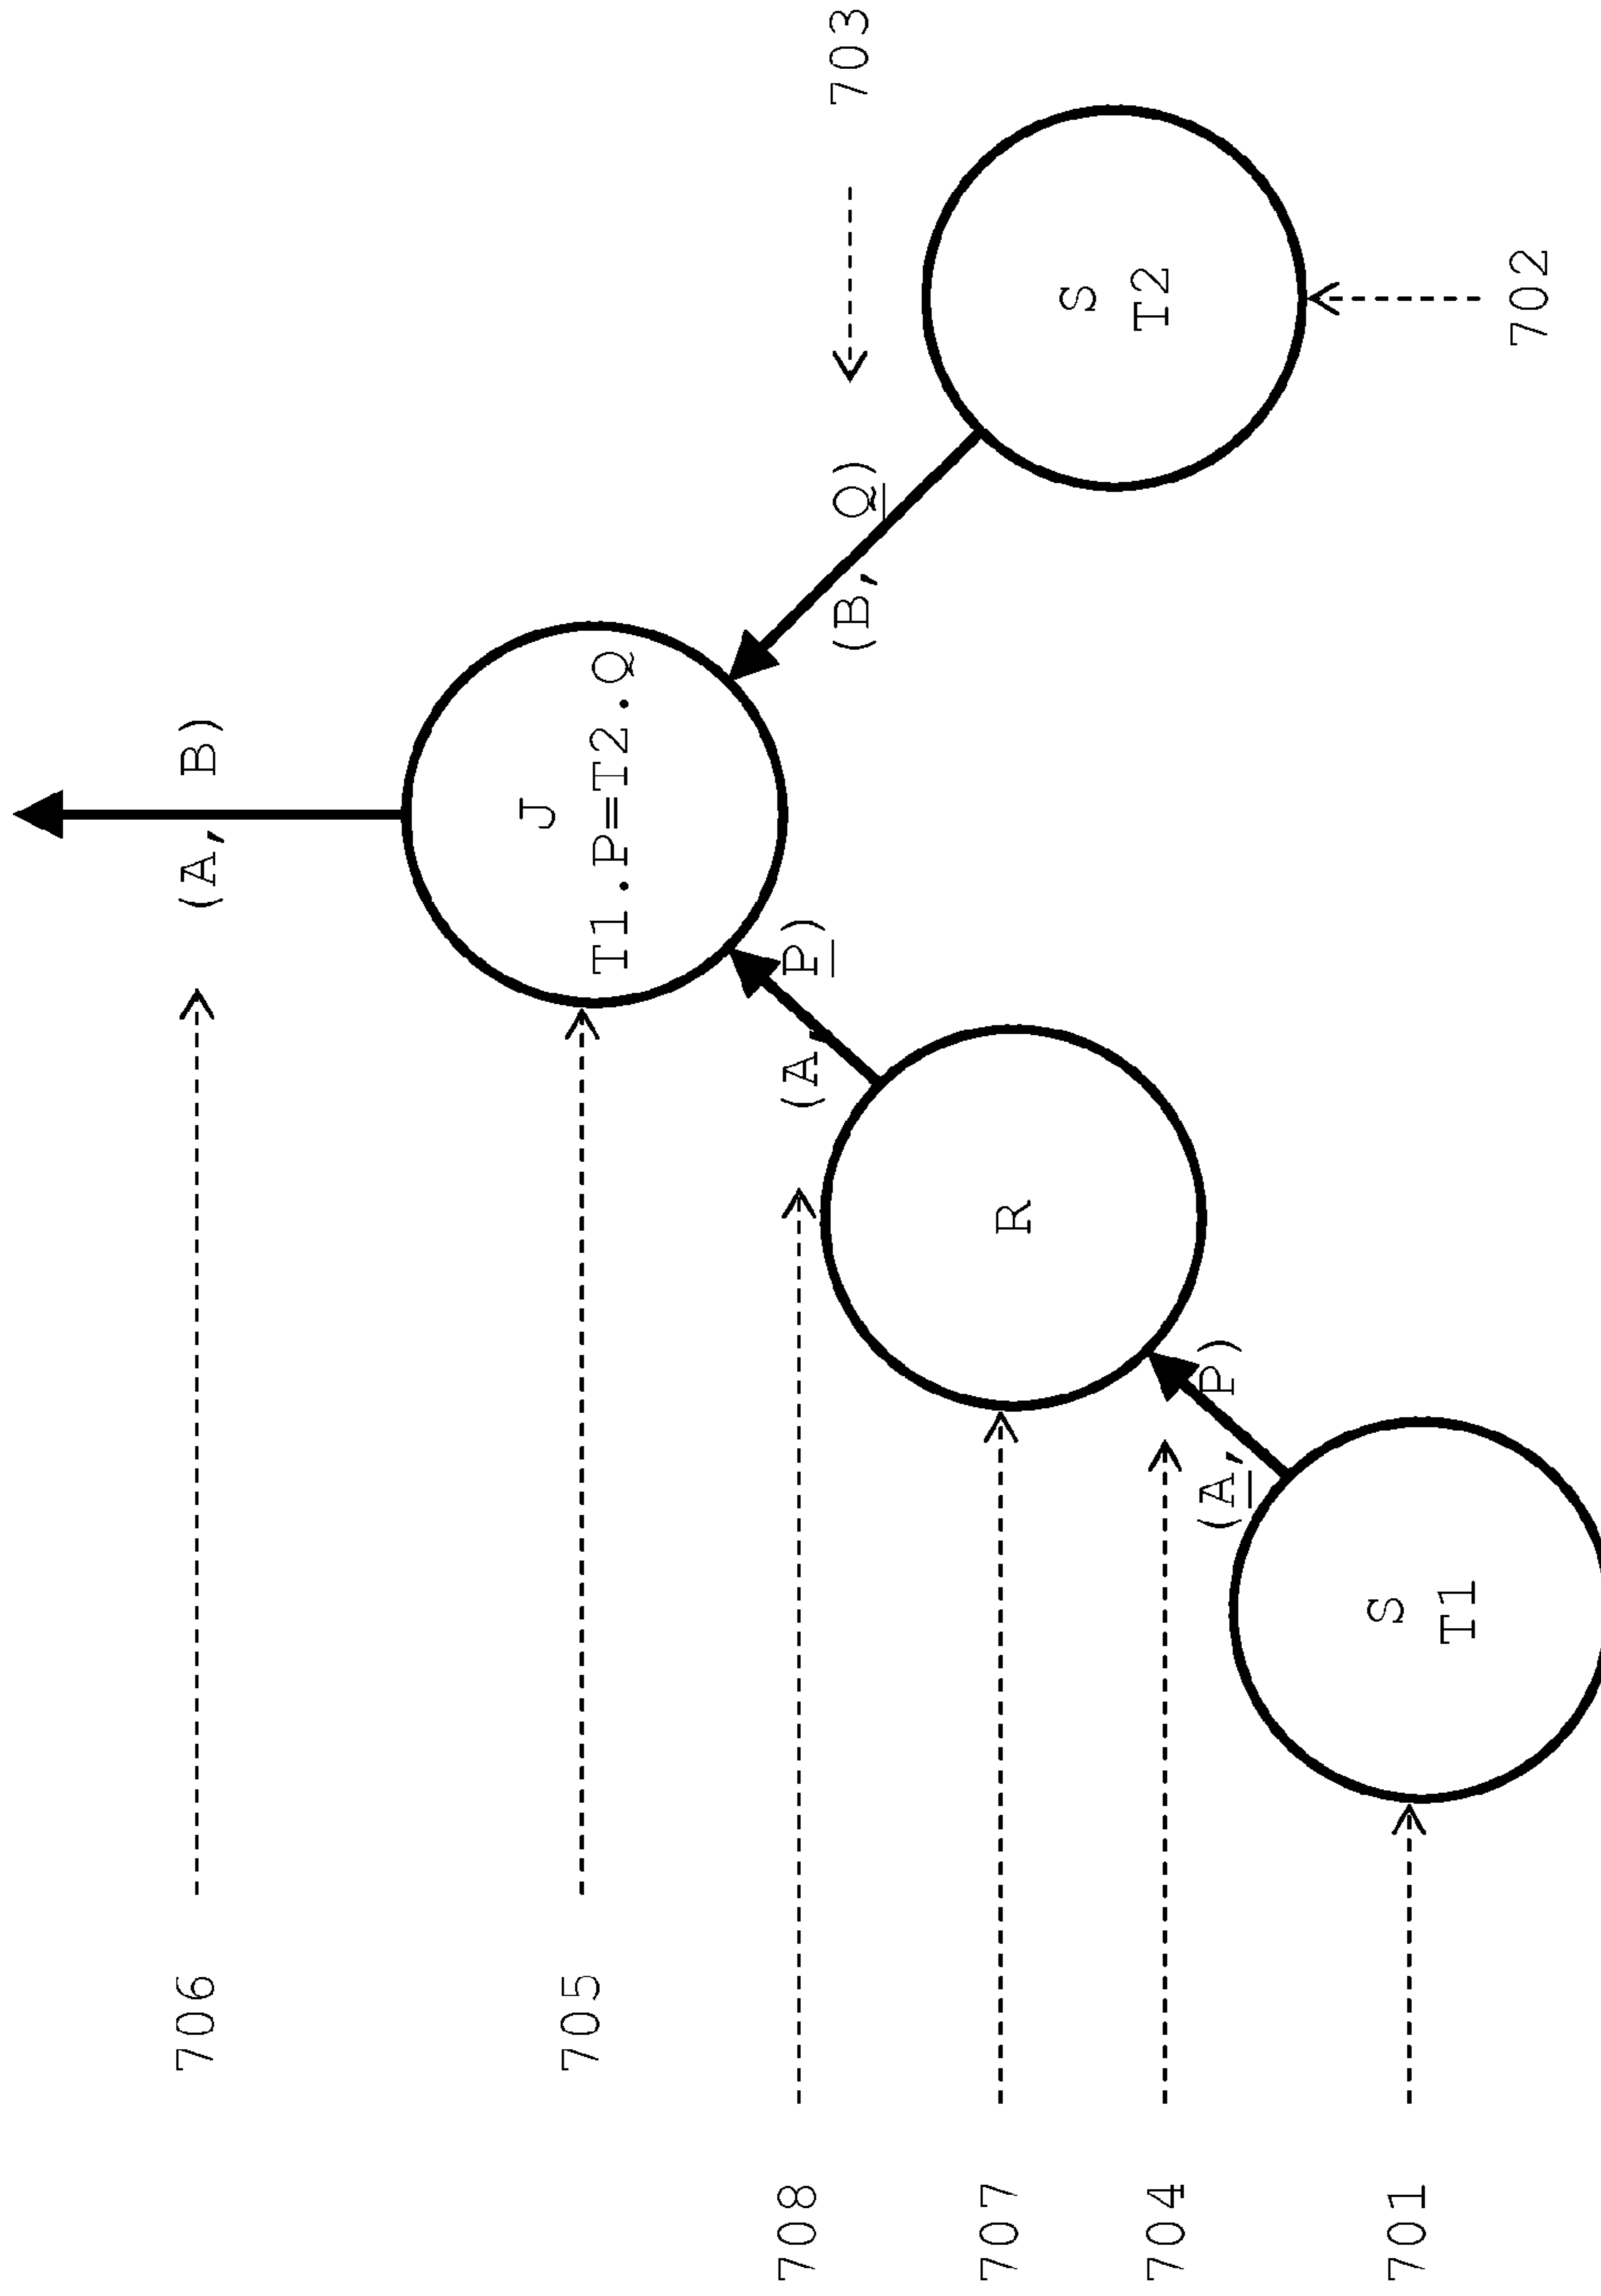 706
(A, B)
705
J
T1.P=T2.Q
708
(A, P)
703
(B, Q)
707
R
S
T2
704
(A, P)
701
S
T1
702